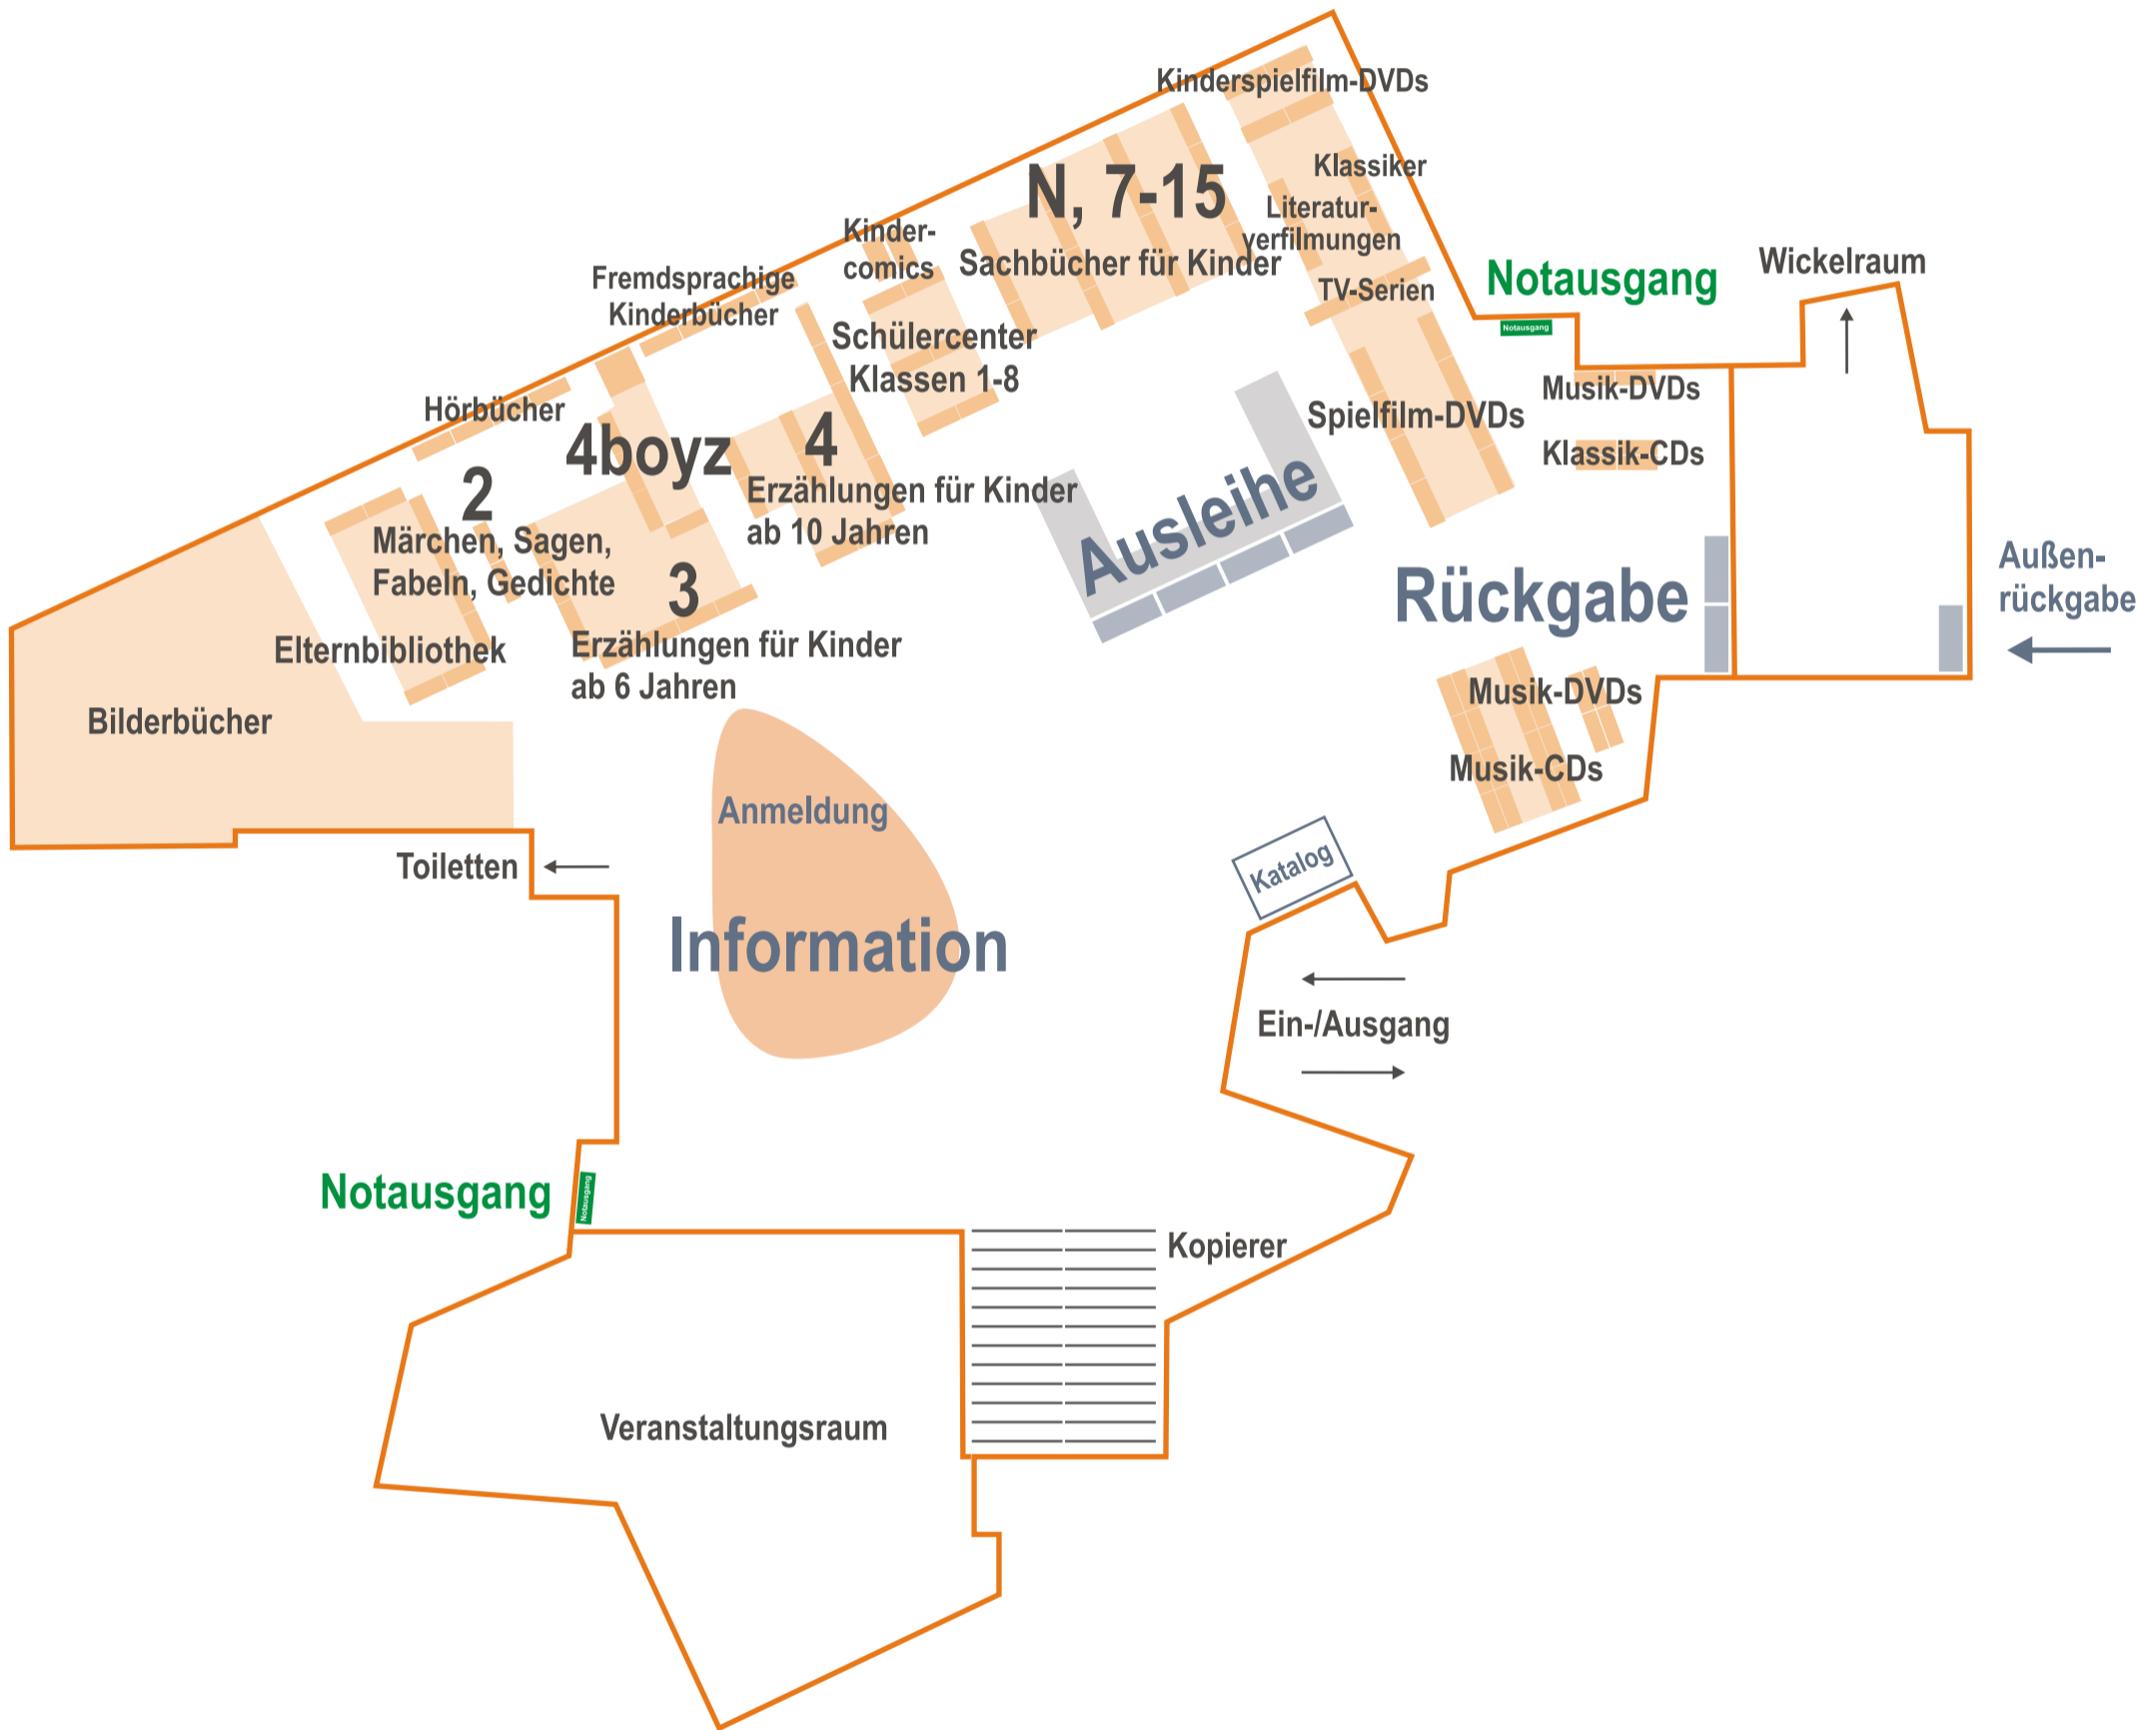 Kinderspielfilm-DVDs
Klassiker
N, 7-15
Literatur-
verfilmungen
Kinder-
comics
Sachbücher für Kinder
Fremdsprachige
Kinderbücher
TV-Serien
Notausgang
Notausgang
Wickelraum
Schülercenter
Klassen 1-8
Hörbücher
Spielfilm-DVDs
Musik-DVDs
Klassik-CDs
4boyz
4
Erzählungen für Kinder
ab 10 Jahren
2
Märchen, Sagen,
Fabeln, Gedichte
Ausleihe
3
Erzählungen für Kinder
ab 6 Jahren
Rückgabe
Außen-
rückgabe
Elternbibliothek
Bilderbücher
Musik-DVDs
Musik-CDs
Anmeldung
Toiletten
Katalog
Information
Ein-/Ausgang
Notausgang
Notausgang
Kopierer
Veranstaltungsraum